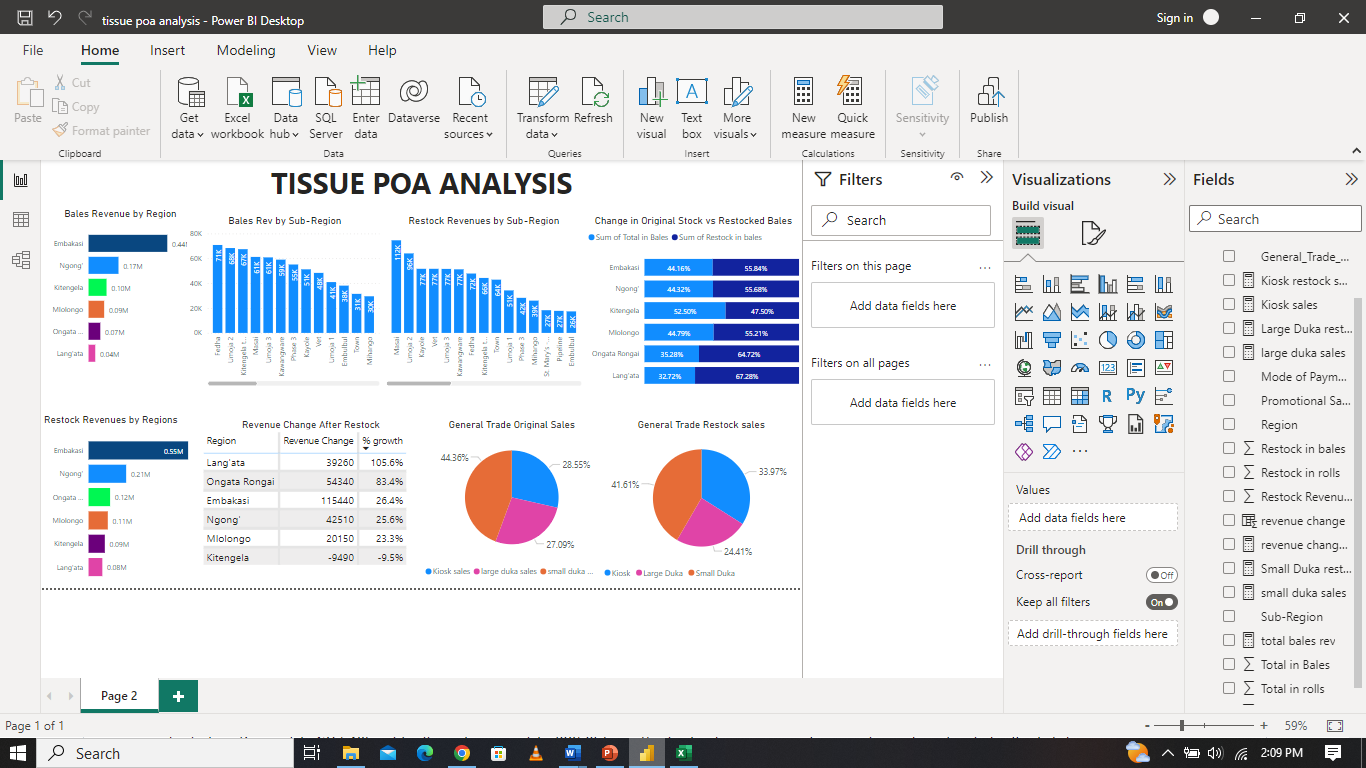 tissue poa analysis - Power BI Desktop
Search
Sign in
File Home Insert Modeling View Help
Paste
Cut
Copy
Format painter
Clipboard
Get data
Excel workbook
Data hub
SQL Server
Enter data
Dataverse
Recent sources
Data
Transform data
Refresh
Queries
New visual
Text box
More visuals
Insert
New measure
Quick measure
Calculations
Sensitivity
Sensitivity
Publish
Share
TISSUE POA ANALYSIS
Bales Revenue by Region
Embakasi 0.44
Ngong' 0.17M
Kitengela 0.10M
Mlolongo 0.09M
Ongata ... 0.07M
Lang'ata 0.04M
Bales Rev by Sub-Region
80K
60K
40K
20K
0K
71K 68K 67K 61K 61K 59K 55K 51K 48K 41K 38K 31K 30K
Fedha
Umoja 2
Kitengela t...
Masai
Umoja 3
Kawangware
Phase 3
Kayole
Vet
Umoja 1
Embulbul
Town
Mihango
Restock Revenues by Sub-Region
112K 96K 77K 77K 77K 77K 72K 66K 64K 51K 42K 39K 27K 27K 26K
Masai
Umoja 2
Kayole
Vet
Umoja 3
Kawangware
Fedha
Kitengela t...
Town
Umoja 1
Phase 3
Mihango
St. Mary's -...
Pipeline
Embulbul
Change in Original Stock vs Restocked Bales
Sum of Total in Bales Sum of Restock in bales
Embakasi 44.16% 55.84%
Ngong' 44.32% 55.68%
Kitengela 52.50% 47.50%
Mlolongo 44.79% 55.21%
Ongata Rongai 35.28% 64.72%
Lang'ata 32.72% 67.28%
Restock Revenues by Regions
Embakasi 0.55M
Ngong' 0.21M
Ongata ... 0.12M
Mlolongo 0.11M
Kitengela 0.09M
Lang'ata 0.08M
Revenue Change After Restock
Region Revenue Change % growth
Lang'ata 39260 105.6%
Ongata Rongai 54340 83.4%
Embakasi 115440 26.4%
Ngong' 42510 25.6%
Mlolongo 20150 23.3%
Kitengela -9490 -9.5%
General Trade Original Sales
44.36%
28.55%
27.09%
Kiosk sales large duka sales small duka ...
General Trade Restock sales
33.97%
41.61%
24.41%
Kiosk Large Duka Small Duka
Filters
Search
Filters on this page ...
Add data fields here
Filters on all pages ...
Add data fields here
Visualizations
Build visual
123
R
Py
...
Values
Add data fields here
Drill through
Cross-report Off
Keep all filters On
Add drill-through fields here
Fields
Search
General_Trade_...
Kiosk restock s...
Kiosk sales
Large Duka rest...
large duka sales
Mode of Paym...
Promotional Sa...
Region
Restock in bales
Restock in rolls
Restock Revenu...
revenue change
revenue chang...
Small Duka rest...
small duka sales
Sub-Region
total bales rev
Total in Bales
Total in rolls
Page 2
Page 1 of 1
- + 59%
Search
2:09 PM